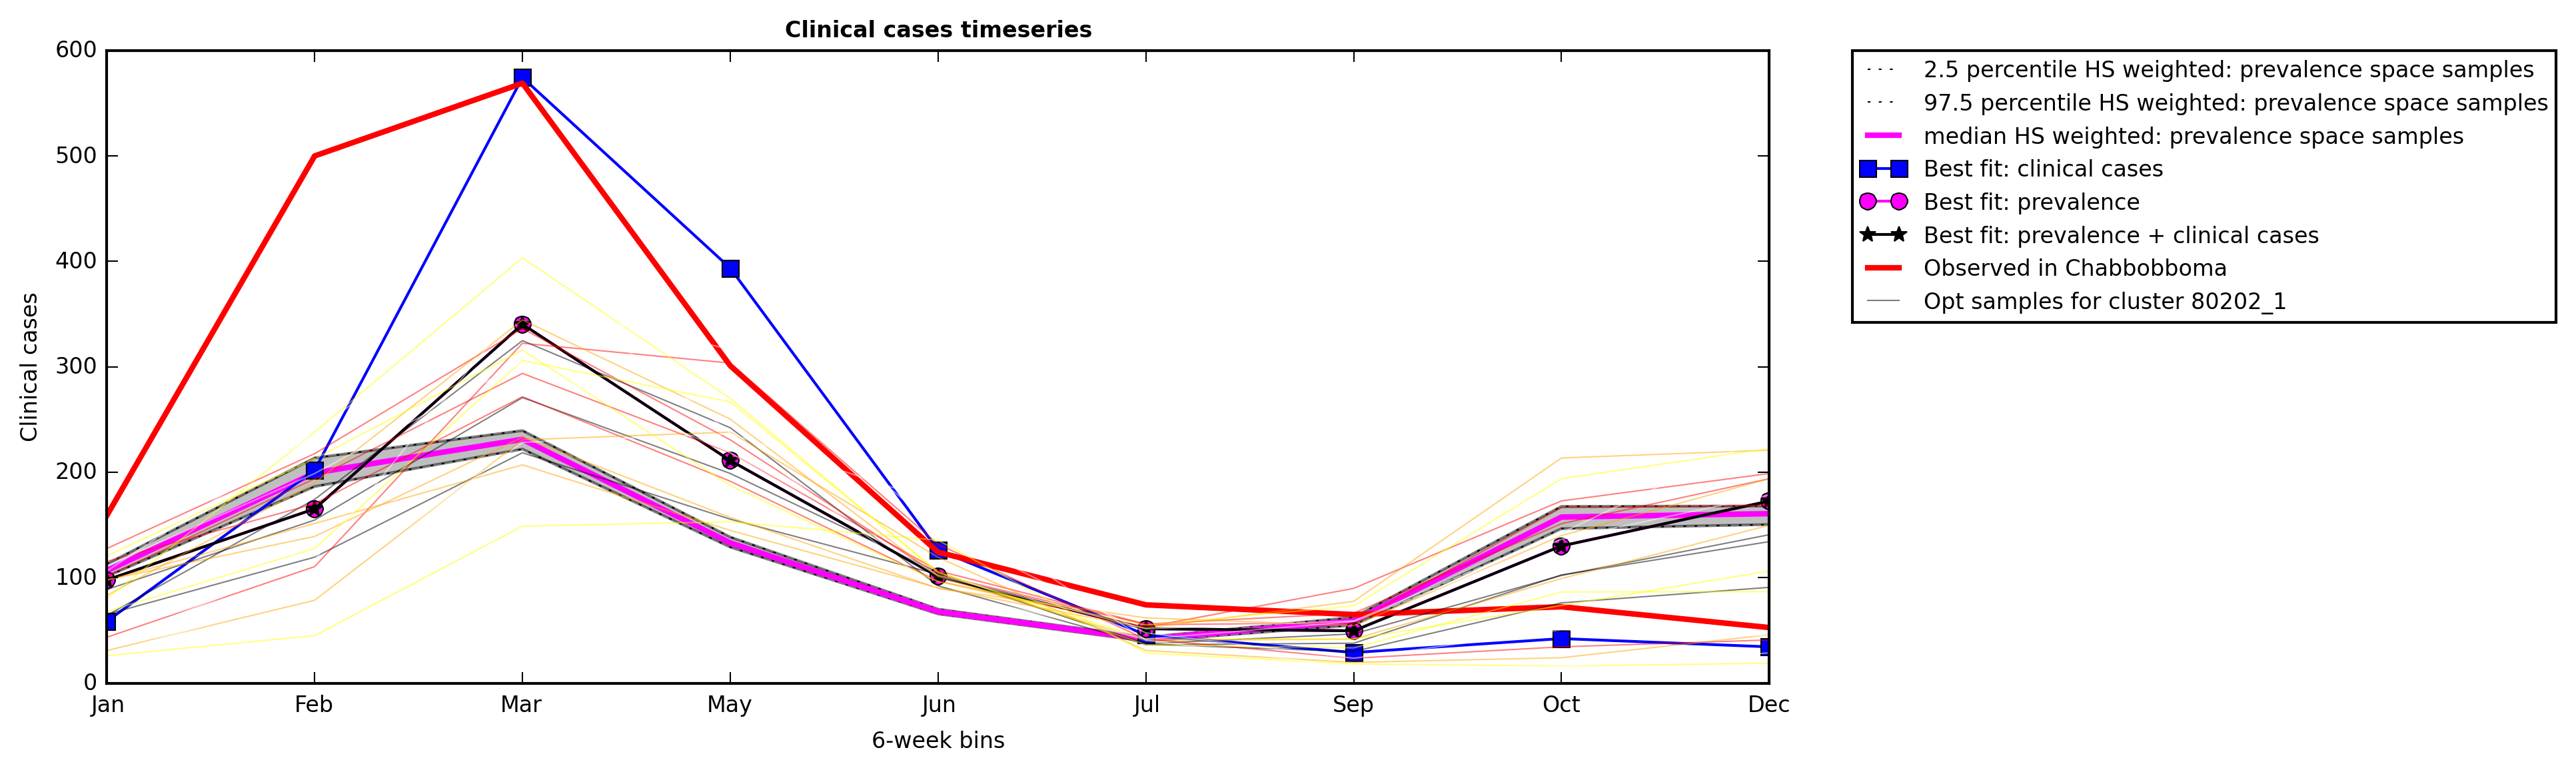 Clinical cases timeseries
600
500
400
300
200
100
0
Clinical cases
Jan Feb Mar May Jun Jul Sep Oct Dec
6-week bins
2.5 percentile HS weighted: prevalence space samples
97.5 percentile HS weighted: prevalence space samples
median HS weighted: prevalence space samples
Best fit: clinical cases
Best fit: prevalence
Best fit: prevalence + clinical cases
Observed in Chabbobboma
Opt samples for cluster 80202_1